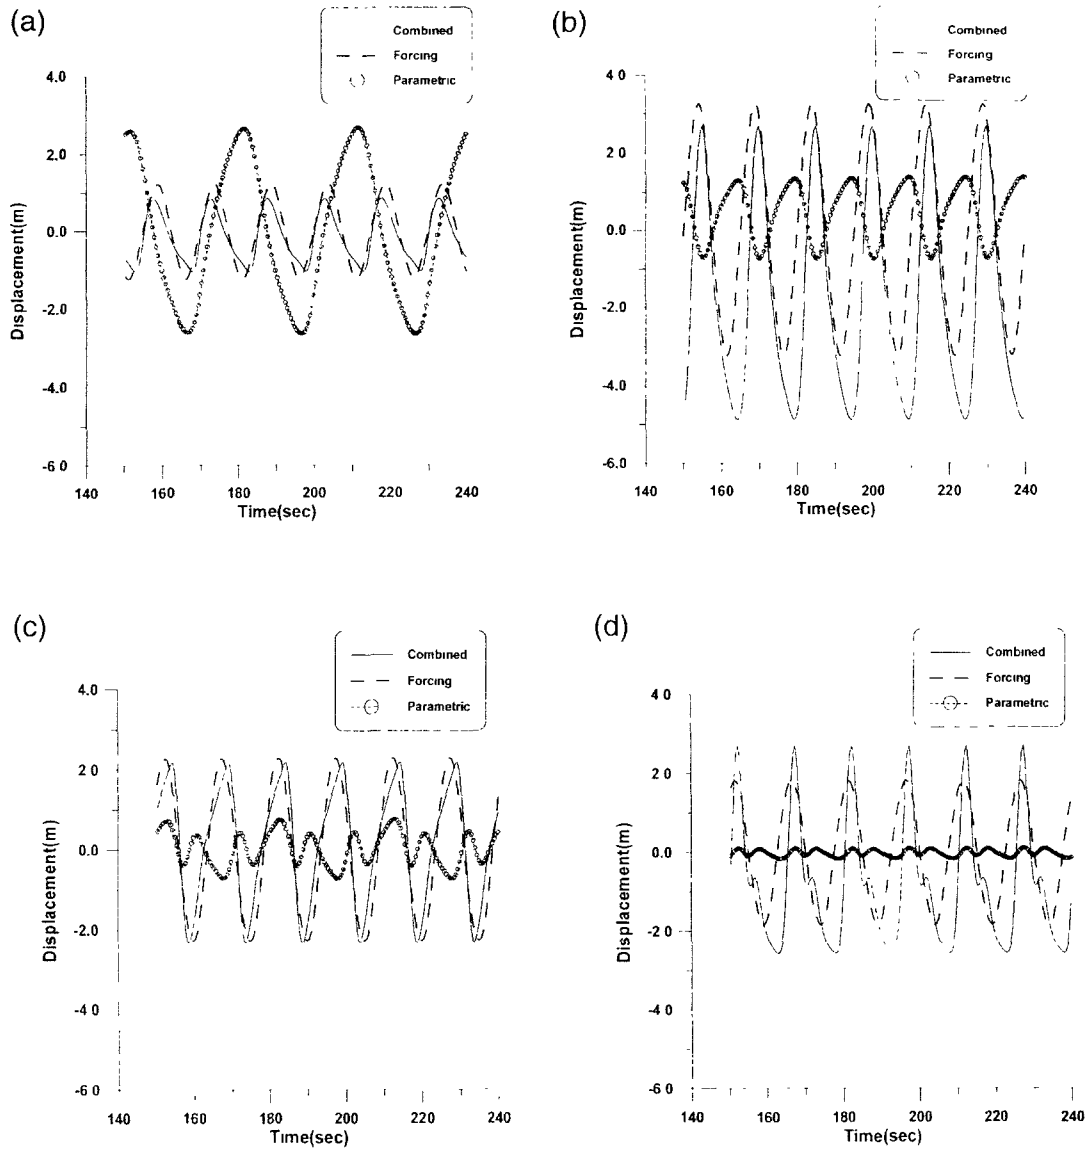 (a)
Combined
Forcing
Parametric
4.0
2.0
0.0
-2.0
-4.0
-6 0
Displacement(m)
140
160
180
200
220
240
Time(sec)
(b)
Combined
Forcing
Parametric
4 0
2 0
0.0
-2.0
-4.0
-6.0
Displacement(m)
140
160
180
200
220
240
Time(sec)
(c)
Combined
Forcing
Parametric
4.0
2 0
0.0
-2 0
-4 0
-6 0
Displacement(m)
140
160
180
200
220
240
Time(sec)
(d)
Combined
Forcing
Parametric
4 0
2 0
0.0
-2 0
-4 0
-6 0
Displacement(m)
140
160
180
200
220
240
Time(sec)